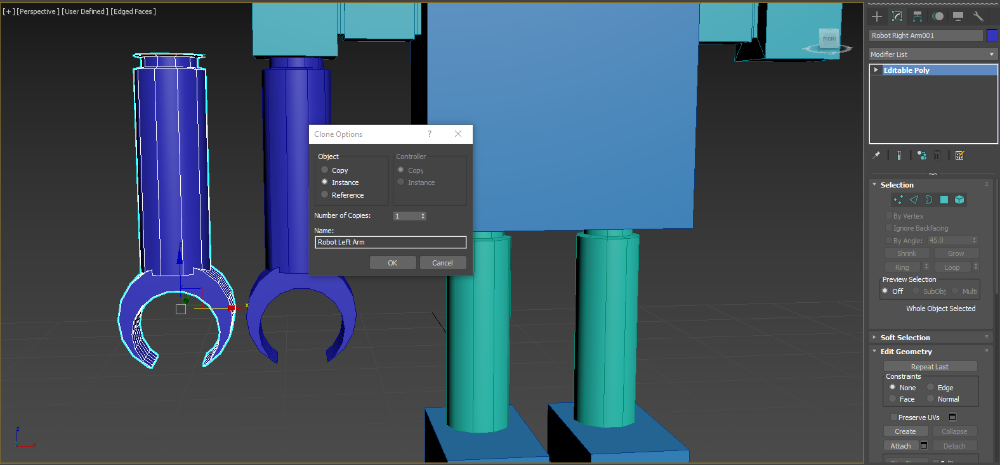 [+] [Perspective] [User Defined] [Edged Faces]
FRONT
x
z
x
Clone Options
?
Object
Controller
Copy
Copy
Instance
Instance
Reference
Number of Copies:
1
Name:
Robot Left Arm
OK
Cancel
Robot Right Arm001
Modifier List
Editable Poly
Selection
By Vertex
Ignore Backfacing
By Angle:
45.0
Shrink
Grow
Ring
Loop
Preview Selection
Off
SubObj
Multi
Whole Object Selected
Soft Selection
Edit Geometry
Repeat Last
Constraints
None
Edge
Face
Normal
Preserve UVs
Create
Collapse
Attach
Detach